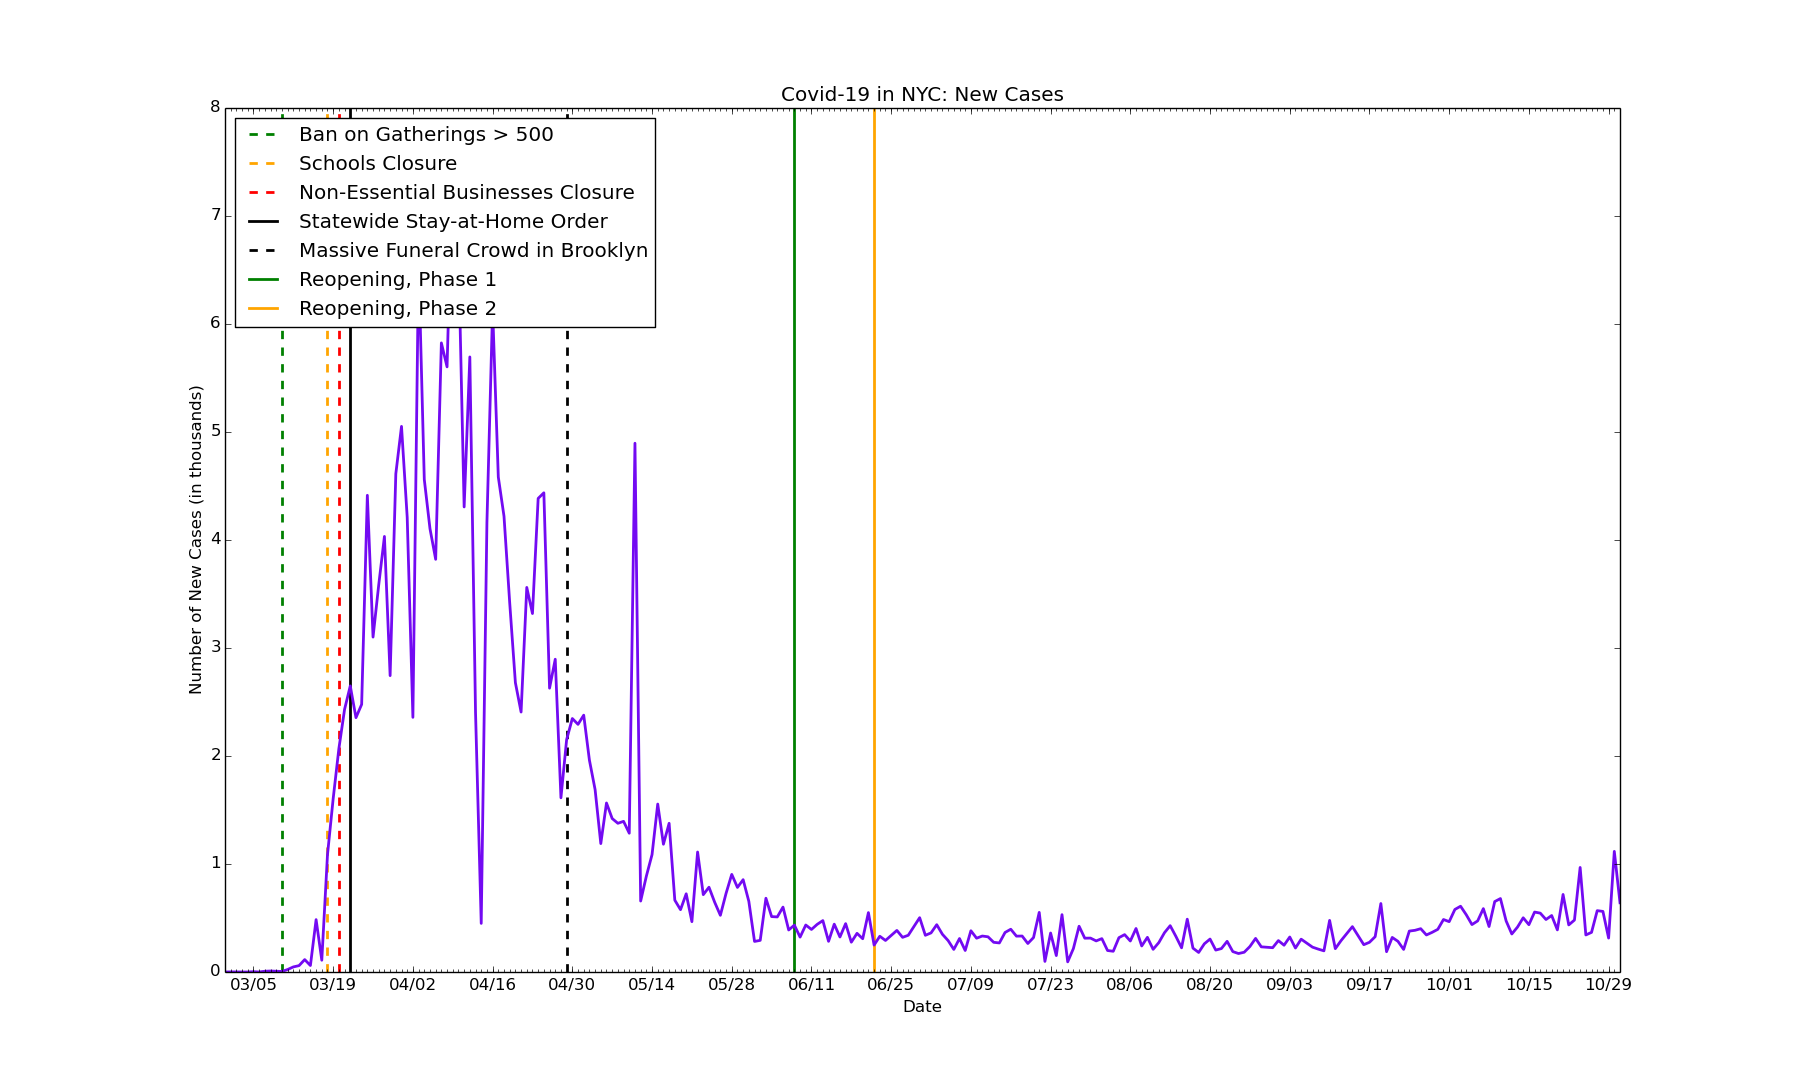 Covid-19 in NYC: New Cases
8
7
6
5
4
3
2
1
0
Number of New Cases (in thousands)
Ban on Gatherings > 500
Schools Closure
Non-Essential Businesses Closure
Statewide Stay-at-Home Order
Massive Funeral Crowd in Brooklyn
Reopening, Phase 1
Reopening, Phase 2
03/05 03/19 04/02 04/16 04/30 05/14 05/28 06/11 06/25 07/09 07/23 08/06 08/20 09/03 09/17 10/01 10/15 10/29
Date